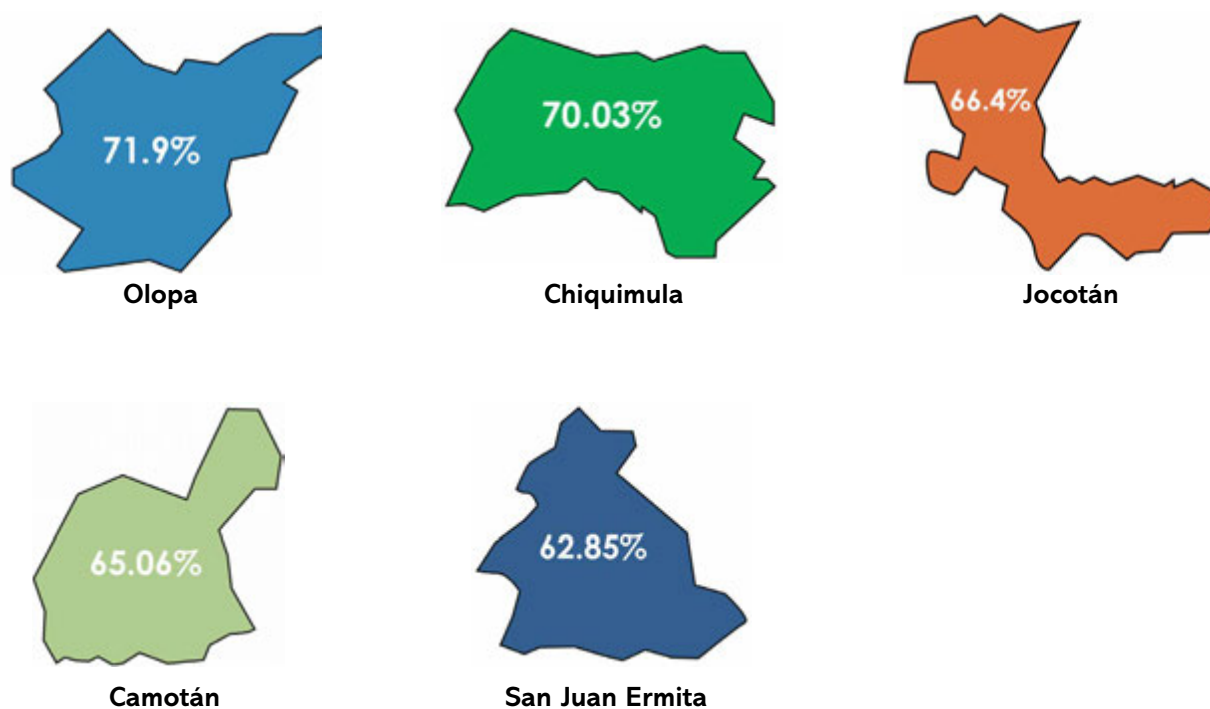 71.9%
70.03%
66.4%
Olopa
Chiquimula
Jocotán
65.06%
62.85%
Camotán
San Juan Ermita